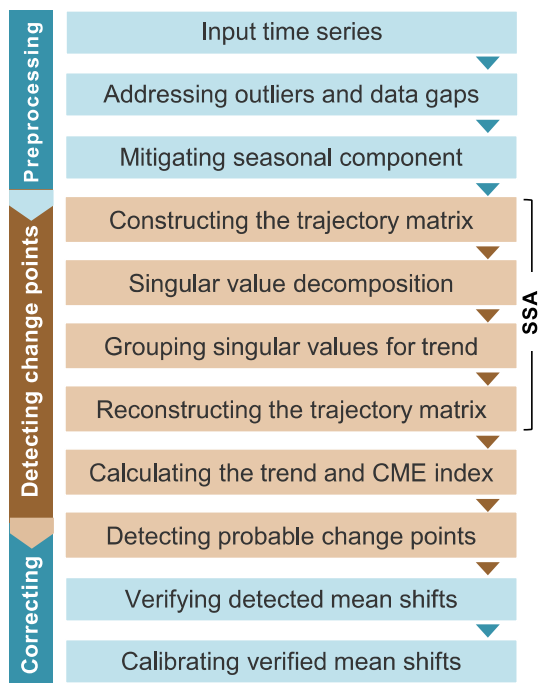 Preprocessing
Input time series
Addressing outliers and data gaps
Mitigating seasonal component
Detecting change points
Constructing the trajectory matrix
Singular value decomposition
Grouping singular values for trend
Reconstructing the trajectory matrix
SSA
Calculating the trend and CME index
Detecting probable change points
Correcting
Verifying detected mean shifts
Calibrating verified mean shifts